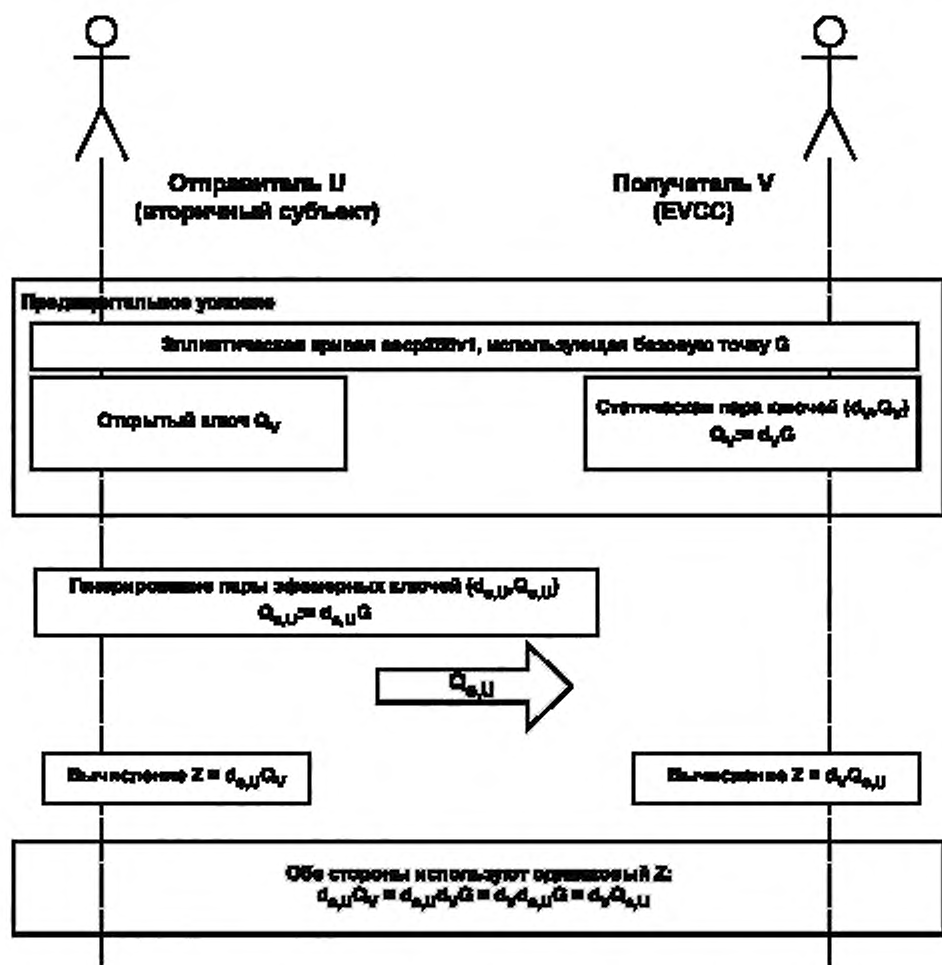 Отправитель U
(вторичный субъект)
Получатель V
(EVCC)
Предварительное условие
Эллиптическая кривая secp256v1, использующая базовую точку G
Открытый ключ Q_V
Статическая пара ключей (d_V,Q_V)
Q_V:= d_VG
Генерирование пары эфемерных ключей (d_e,U,Q_e,U)
Q_e,U:= d_e,UG
Q_e,U
Вычисление Z = d_e,UQ_V
Вычисление Z = d_VQ_e,U
Обе стороны используют одинаковый Z:
d_e,UQ_V = d_e,Ud_VG = d_Vd_e,UG = d_VQ_e,U